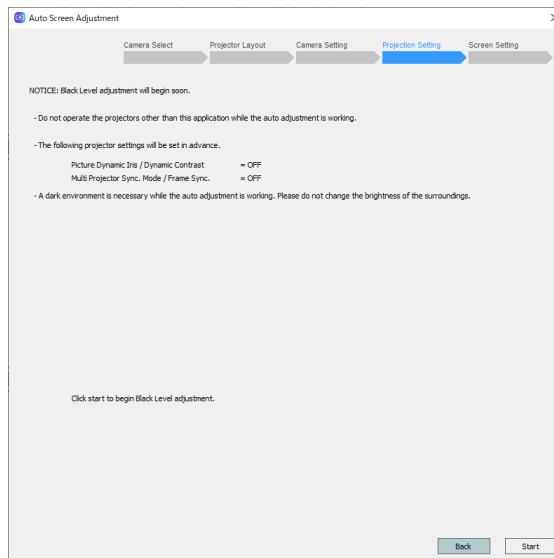 Auto Screen Adjustment
Camera Select Projector Layout Camera Setting Projection Setting Screen Setting
NOTICE: Black Level adjustment will begin soon.
- Do not operate the projectors other than this application while the auto adjustment is working.
- The following projector settings will be set in advance.
Picture Dynamic Iris / Dynamic Contrast = OFF
Multi Projector Sync. Mode / Frame Sync. = OFF
- A dark environment is necessary while the auto adjustment is working. Please do not change the brightness of the surroundings.
Click start to begin Black Level adjustment.
Back Start